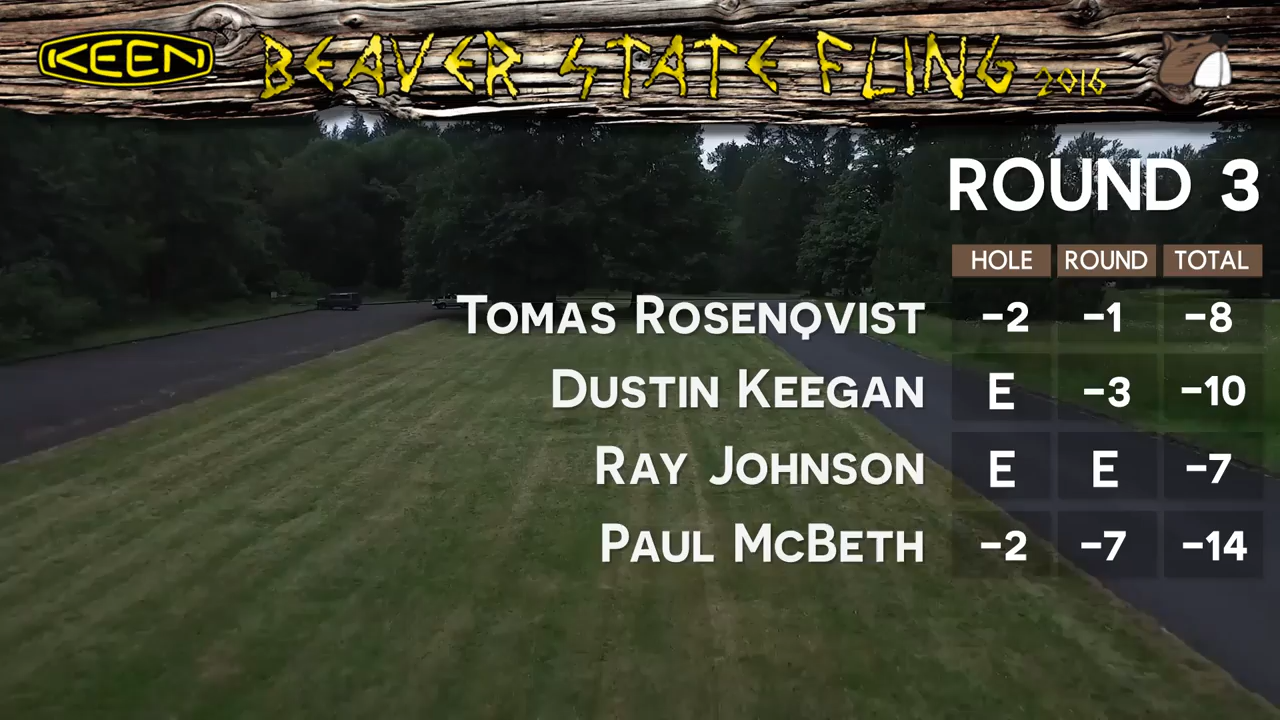 KEEN BEAVER STATE FLING 2016
ROUND 3
HOLE ROUND TOTAL
TOMAS ROSENQVIST -2 -1 -8
DUSTIN KEEGAN E -3 -10
RAY JOHNSON E E -7
PAUL MCBETH -2 -7 -14